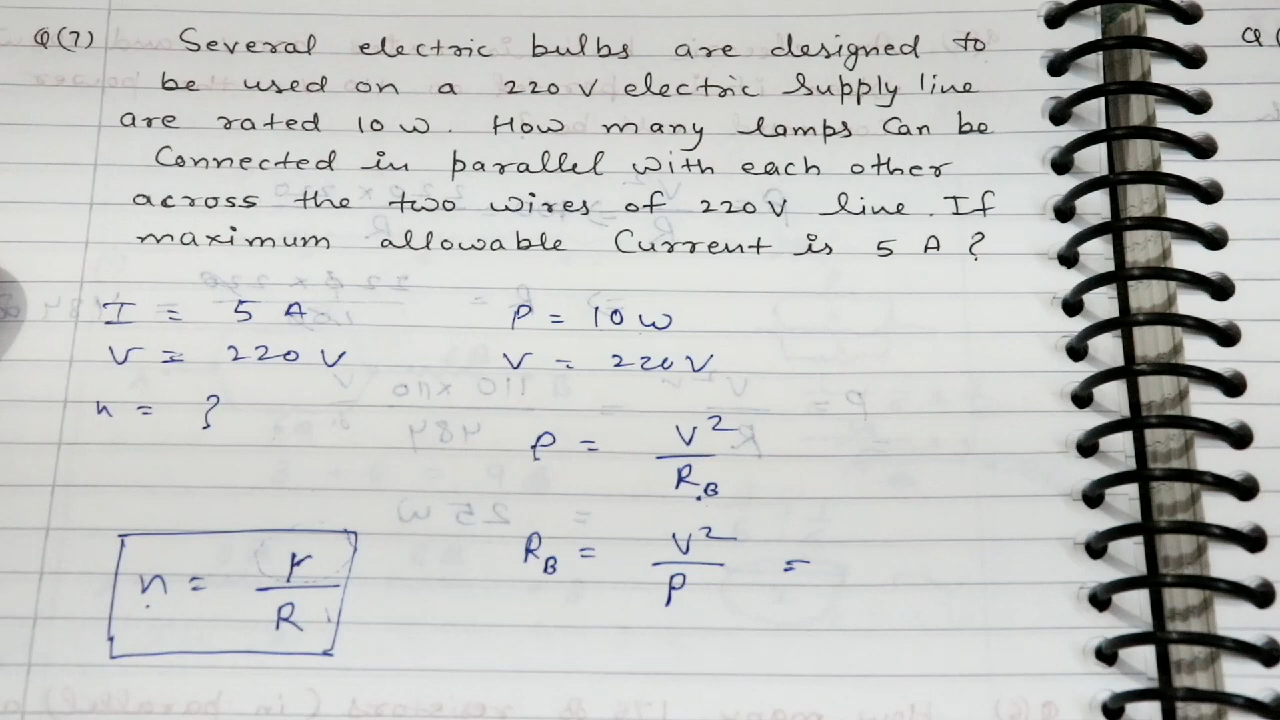 Q(7) Several electric bulbs are designed to
be used on a 220 V electric Supply line
are rated 10 W. How many lamps Can be
Connected in parallel with each other
across the two wires of 220 V line. If
maximum allowable Current is 5 A ?
I = 5 A P = 10 W
V = 220 V V = 220 V
n = ?
P = V²/R_B
R_B = V²/P =
n = r/R
Q(